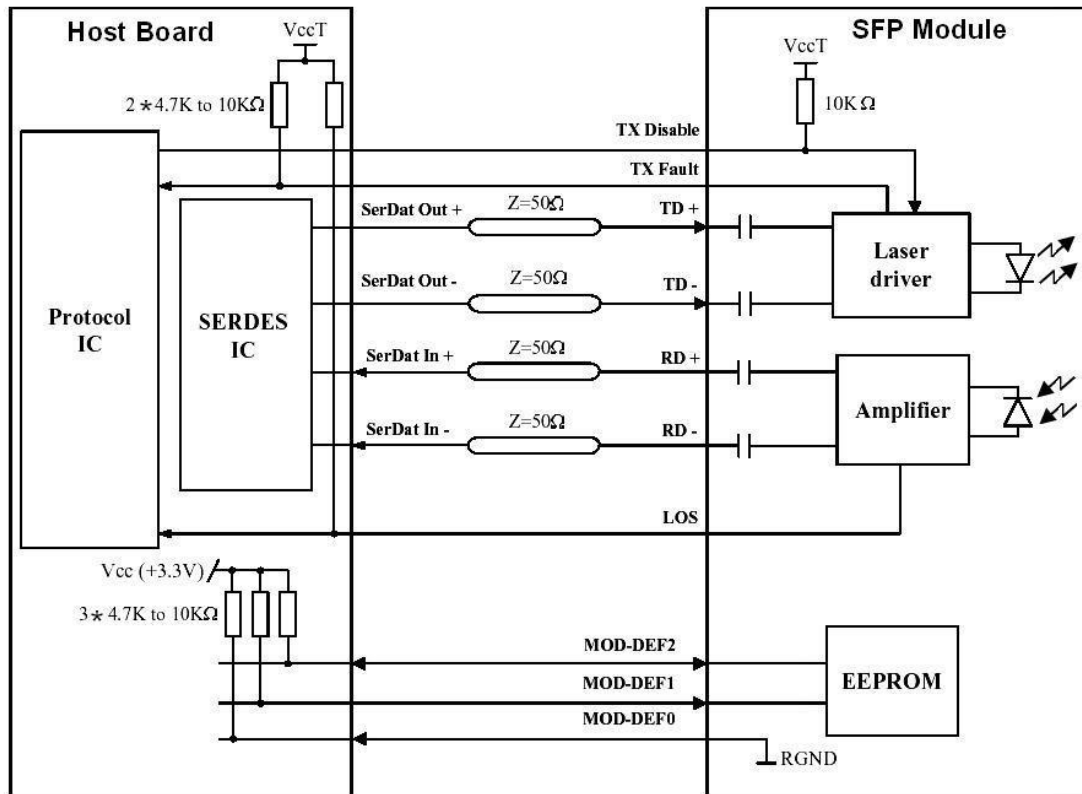 Host Board
SFP Module
VccT
VccT
2*4.7K to 10KΩ
10KΩ
TX Disable
TX Fault
SerDat Out +
Z=50Ω
TD +
SerDat Out -
Z=50Ω
TD -
Laser
driver
Protocol
IC
SERDES
IC
SerDat In +
Z=50Ω
RD +
SerDat In -
Z=50Ω
RD -
Amplifier
LOS
Vcc (+3.3V)
3*4.7K to 10KΩ
MOD-DEF2
MOD-DEF1
MOD-DEF0
EEPROM
RGND